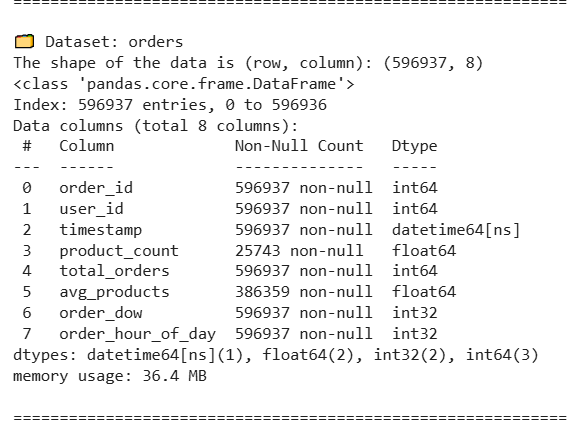 ============================================================
🗂️ Dataset: orders
The shape of the data is (row, column): (596937, 8)
<class 'pandas.core.frame.DataFrame'>
Index: 596937 entries, 0 to 596936
Data columns (total 8 columns):
 #   Column             Non-Null Count   Dtype
---  ------             --------------   -----
 0   order_id           596937 non-null  int64
 1   user_id            596937 non-null  int64
 2   timestamp          596937 non-null  datetime64[ns]
 3   product_count      25743 non-null   float64
 4   total_orders       596937 non-null  int64
 5   avg_products       386359 non-null  float64
 6   order_dow          596937 non-null  int32
 7   order_hour_of_day  596937 non-null  int32
dtypes: datetime64[ns](1), float64(2), int32(2), int64(3)
memory usage: 36.4 MB
============================================================